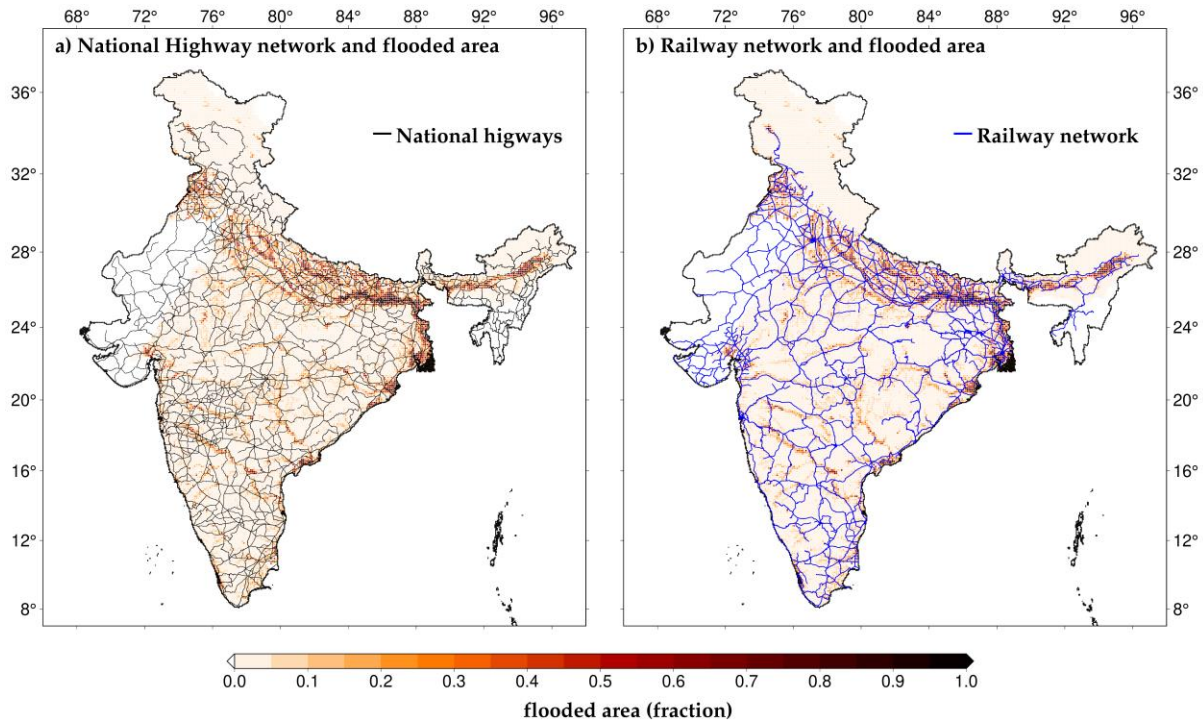 68° 72° 76° 80° 84° 88° 92° 96° 68° 72° 76° 80° 84° 88° 92° 96°
a) National Highway network and flooded area
b) Railway network and flooded area
36° 36°
National higways
Railway network
32° 32°
28° 28°
24° 24°
20° 20°
16° 16°
12° 12°
8° 8°
0.0 0.1 0.2 0.3 0.4 0.5 0.6 0.7 0.8 0.9 1.0
flooded area (fraction)